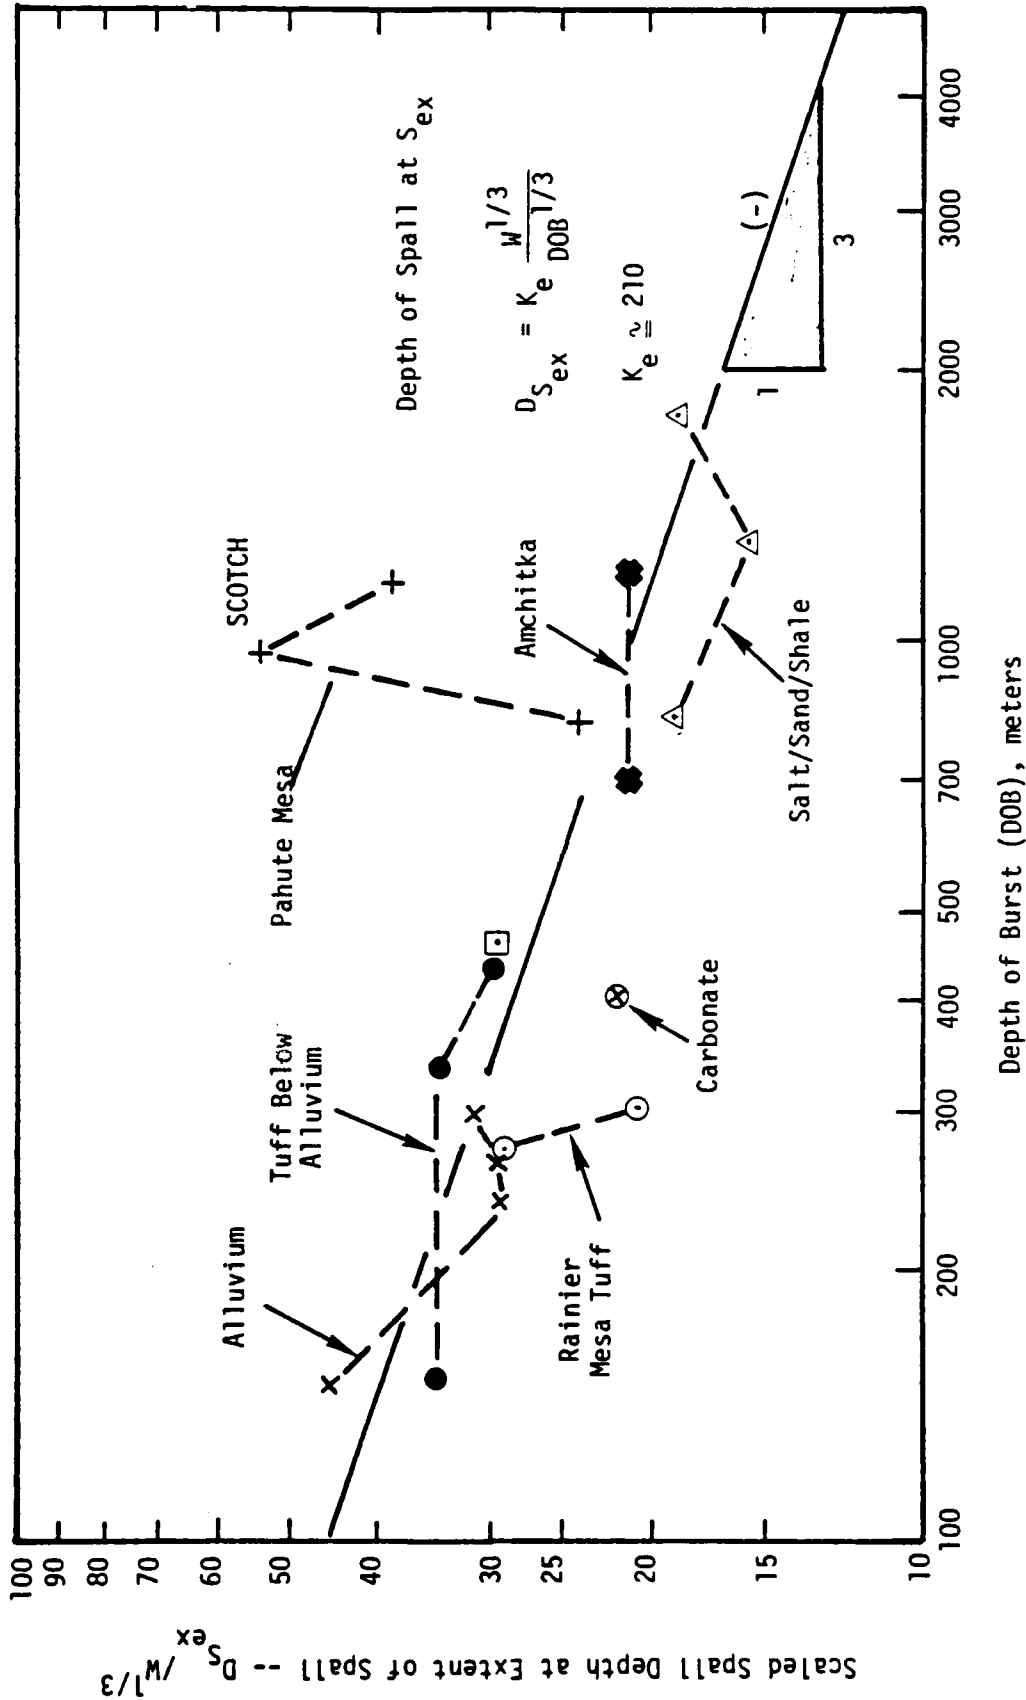 Depth of Spall at S_ex
D_S_ex = K_e W^1/3 / DOB^1/3
K_e ≃ 210
SCOTCH
Pahute Mesa
Tuff Below
Alluvium
Alluvium
Amchitka
(-)
1
3
Rainier
Mesa Tuff
Carbonate
Salt/Sand/Shale
100
90
80
70
60
50
40
30
25
20
15
10
Scaled Spall Depth at Extent of Spall -- D_S_ex/W^1/3
100
200
300
400
500
700
1000
2000
3000
4000
Depth of Burst (DOB), meters